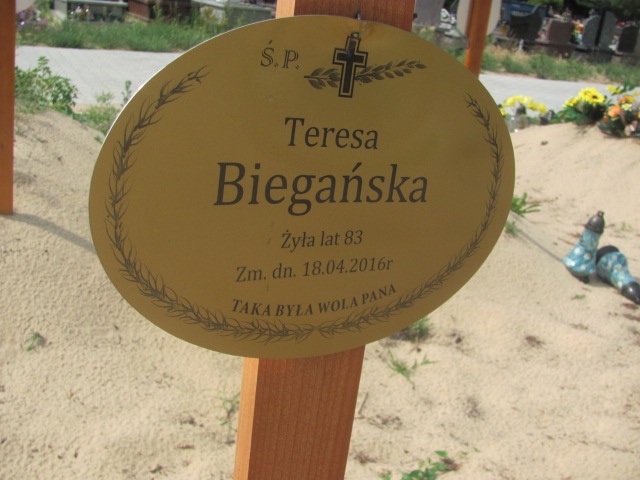 Ś.P.
Teresa
Biegańska
Żyła lat 83
Zm. dn. 18.04.2016r
TAKA BYŁA WOLA PANA